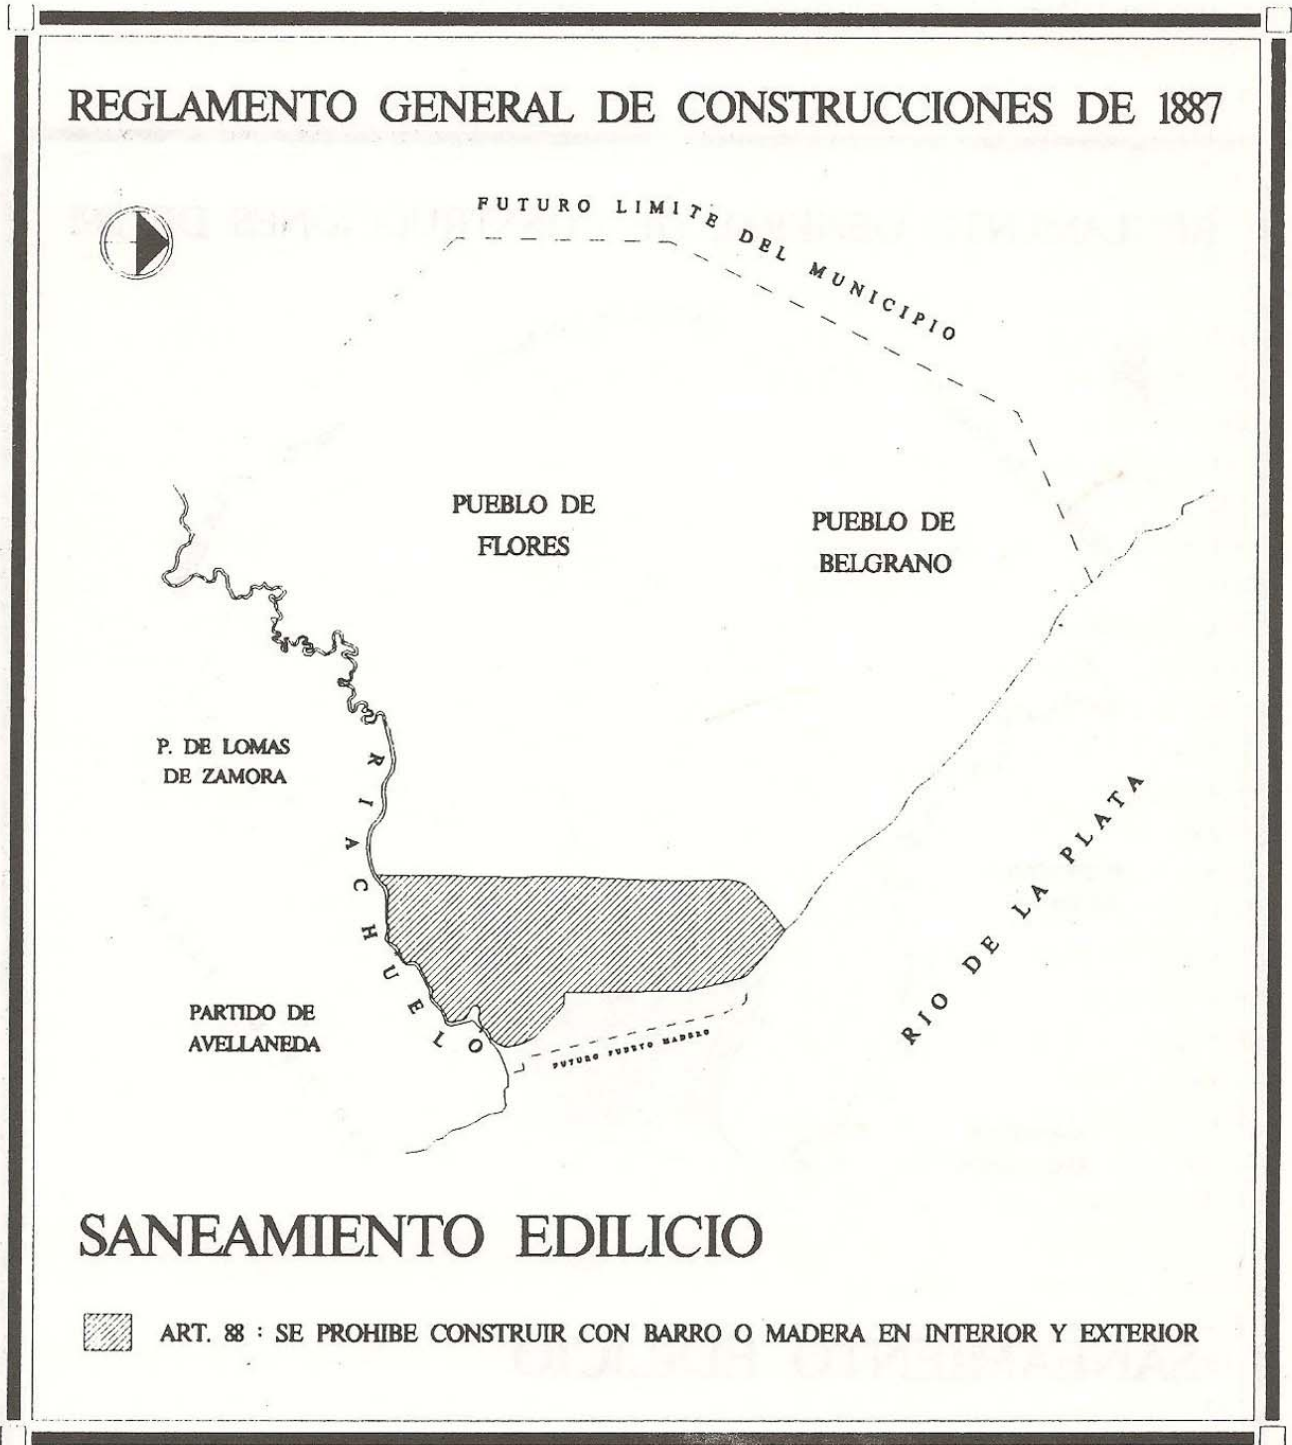 REGLAMENTO GENERAL DE CONSTRUCCIONES DE 1887
FUTURO LIMITE DEL MUNICIPIO
PUEBLO DE
FLORES
PUEBLO DE
BELGRANO
P. DE LOMAS
DE ZAMORA
RIACHUELO
RIO DE LA PLATA
PARTIDO DE
AVELLANEDA
FUTURO PUERTO MADERO
SANEAMIENTO EDILICIO
ART. 88 : SE PROHIBE CONSTRUIR CON BARRO O MADERA EN INTERIOR Y EXTERIOR